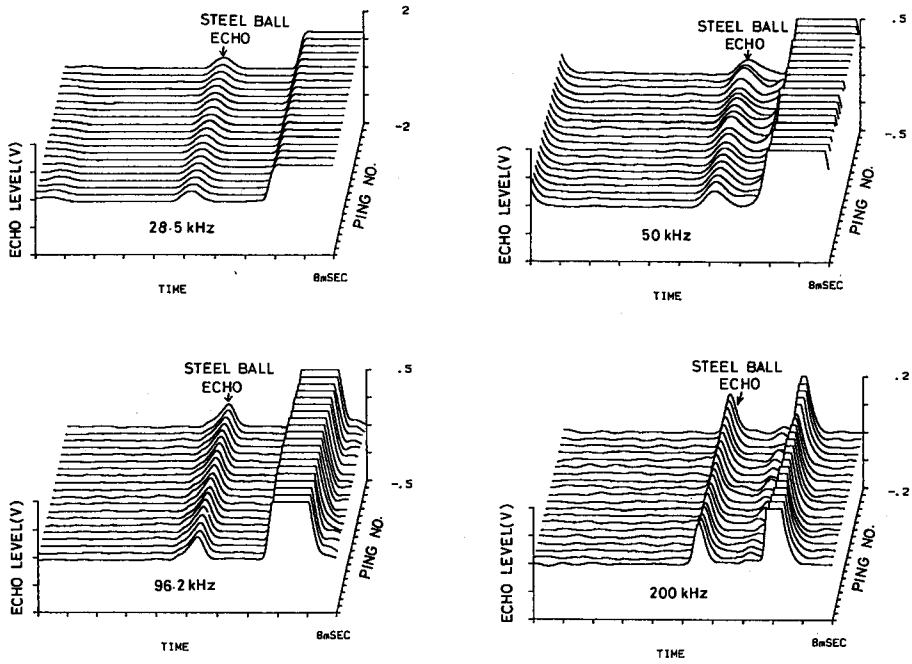 STEEL BALL
ECHO
2
-2
ECHO LEVEL(V)
PING NO.
28.5 kHz
8mSEC
TIME
STEEL BALL
ECHO
.5
-.5
ECHO LEVEL(V)
PING NO.
50 kHz
8mSEC
TIME
STEEL BALL
ECHO
.5
-.5
ECHO LEVEL(V)
PING NO.
96.2 kHz
8mSEC
TIME
STEEL BALL
ECHO
.2
-.2
ECHO LEVEL(V)
PING NO.
200 kHz
8mSEC
TIME